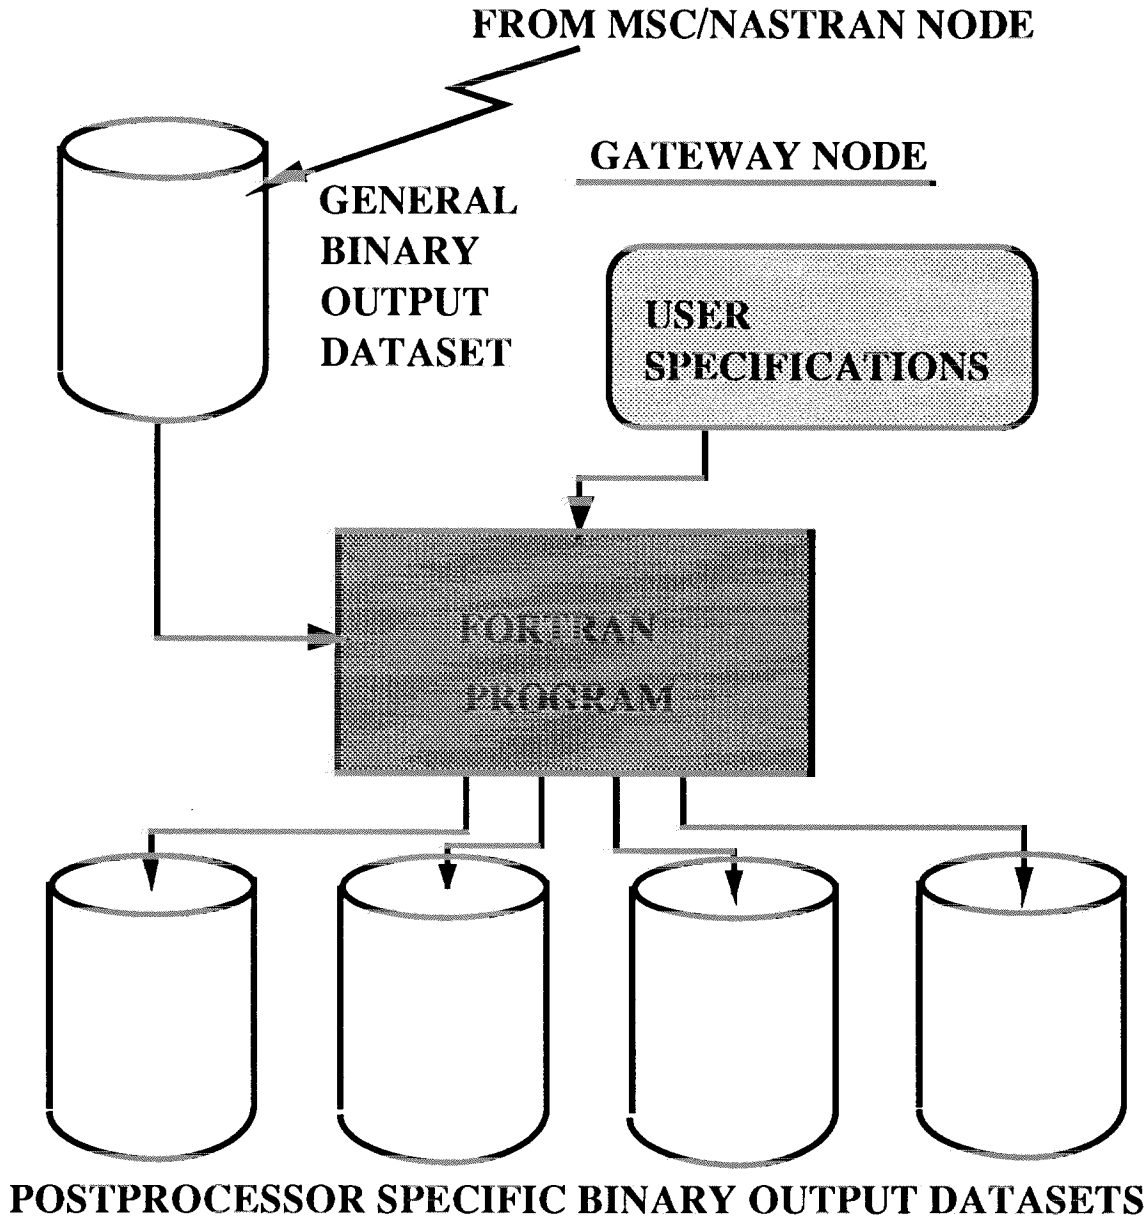 FROM MSC/NASTRAN NODE
GATEWAY NODE
GENERAL
BINARY
OUTPUT
DATASET
USER
SPECIFICATIONS
FORTRAN
PROGRAM
POSTPROCESSOR SPECIFIC BINARY OUTPUT DATASETS